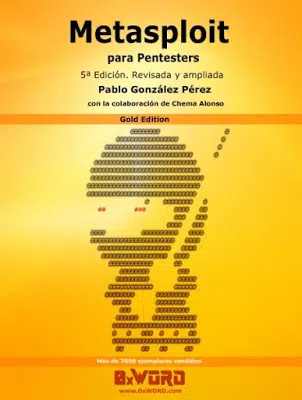 Metasploit
para Pentesters
5ª Edición. Revisada y ampliada
Pablo González Pérez
con la colaboración de Chema Alonso
Gold Edition
Más de 7000 ejemplares vendidos
0xWORD
www.0xWORD.com